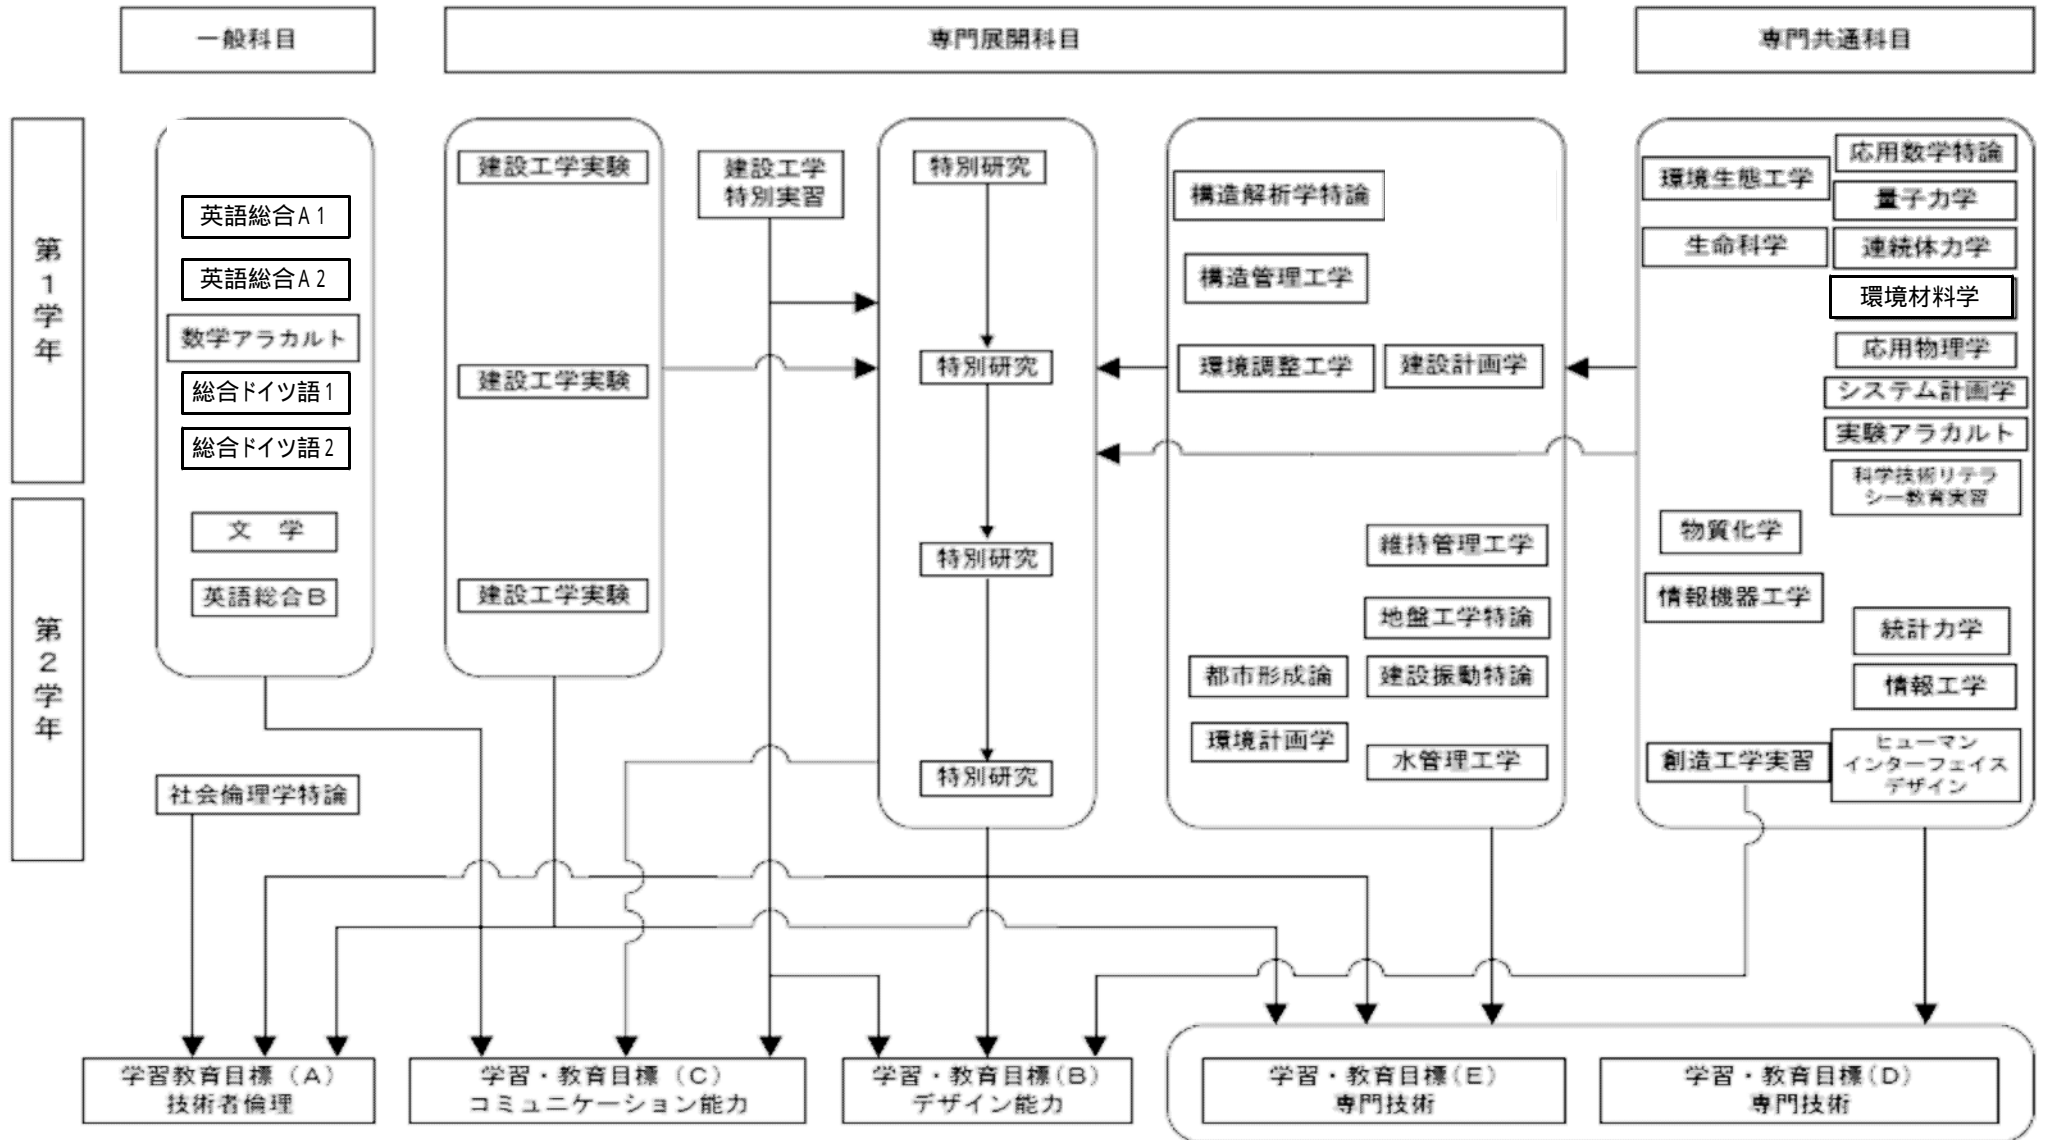 一般科目
専門展開科目
専門共通科目
第
1
学
年
第
2
学
年
英語総合A1
英語総合A2
数学アラカルト
総合ドイツ語1
総合ドイツ語2
文 学
英語総合B
社会倫理学特論
建設工学実験
建設工学実験
建設工学実験
建設工学
特別実習
特別研究
特別研究
特別研究
特別研究
構造解析学特論
構造管理工学
環境調整工学
建設計画学
維持管理工学
地盤工学特論
都市形成論
建設振動特論
環境計画学
水管理工学
環境生態工学
生命科学
応用数学特論
量子力学
連続体力学
環境材料学
応用物理学
システム計画学
実験アラカルト
科学技術リテラ
シー教育実習
物質化学
情報機器工学
統計力学
情報工学
創造工学実習
ヒューマン
インターフェイス
デザイン
学習教育目標（A）
技術者倫理
学習・教育目標（C）
コミュニケーション能力
学習・教育目標（B）
デザイン能力
学習・教育目標（E）
専門技術
学習・教育目標（D）
専門技術